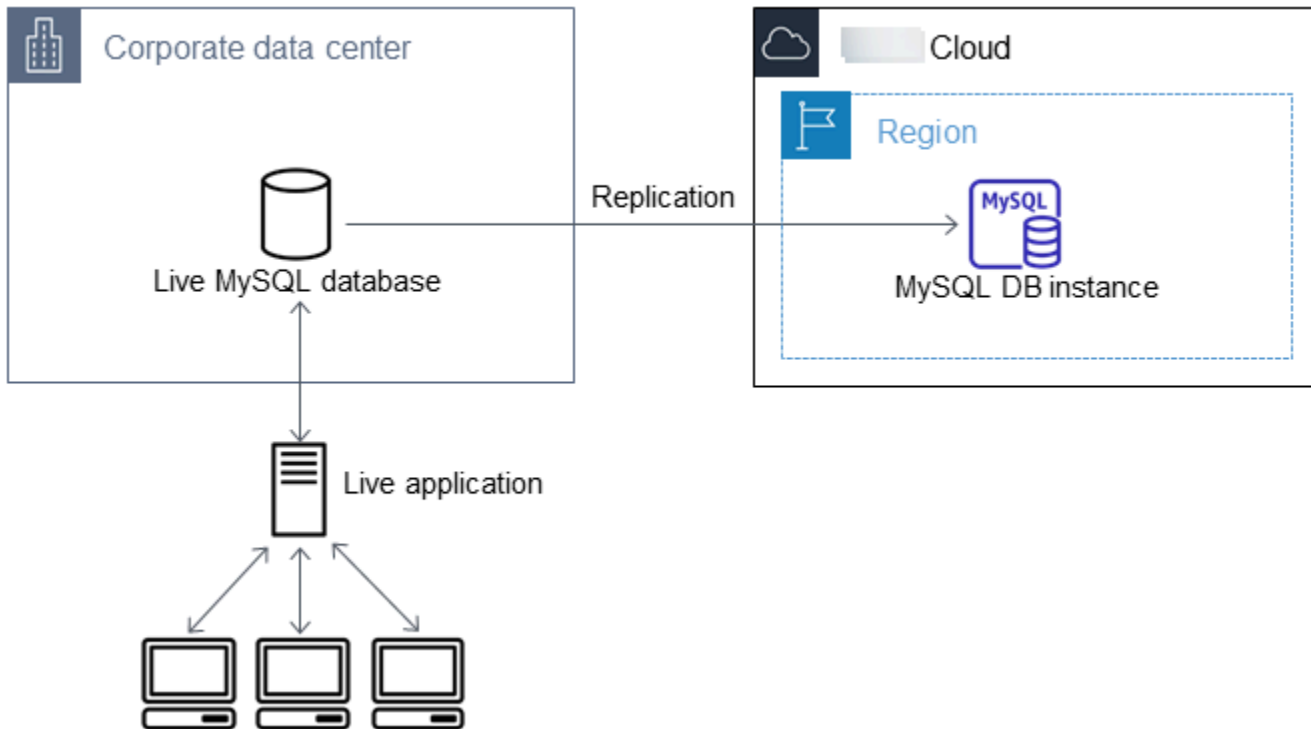 Corporate data center
Cloud
Region
Replication
MySQL
Live MySQL database
MySQL DB instance
Live application